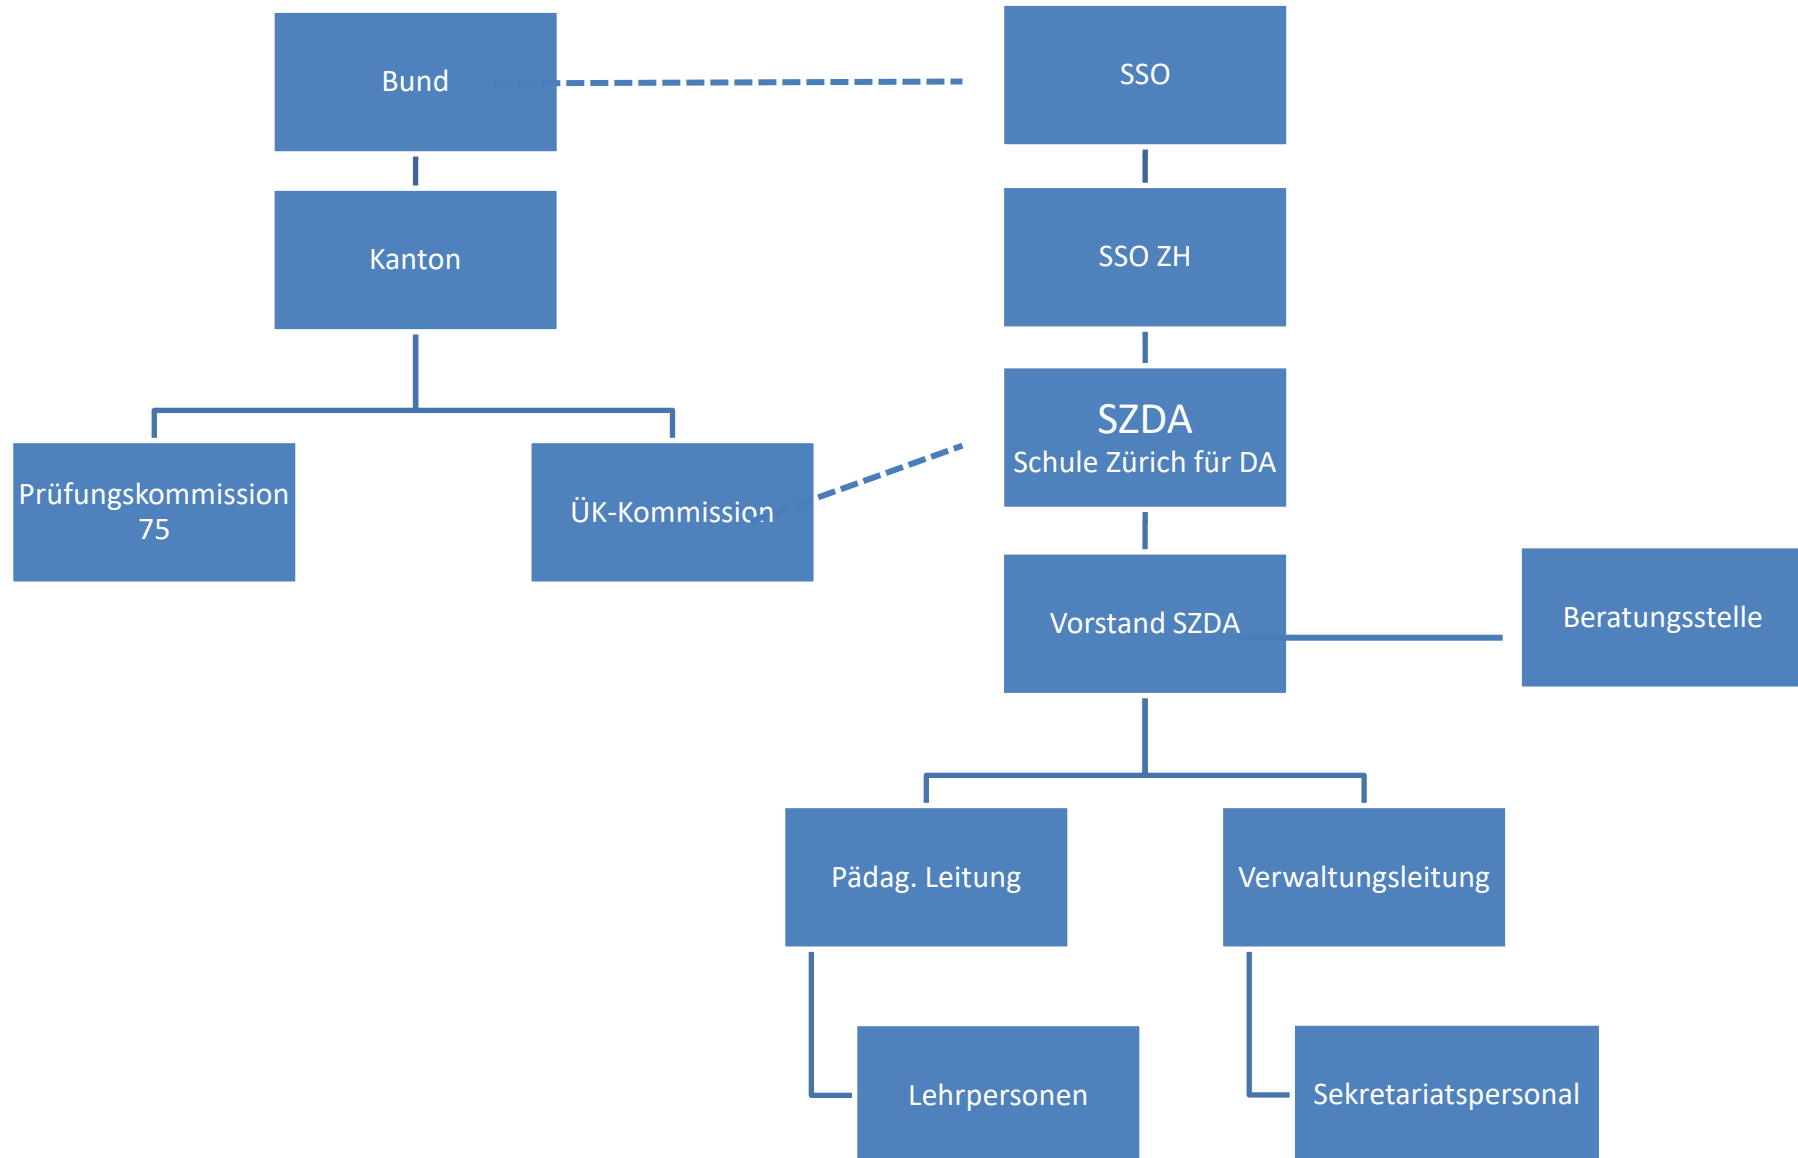 Bund
SSO
Kanton
SSO ZH
SZDA
Schule Zürich für DA
Prüfungskommission
75
ÜK-Kommission
Vorstand SZDA
Beratungsstelle
Pädag. Leitung
Verwaltungsleitung
Lehrpersonen
Sekretariatspersonal